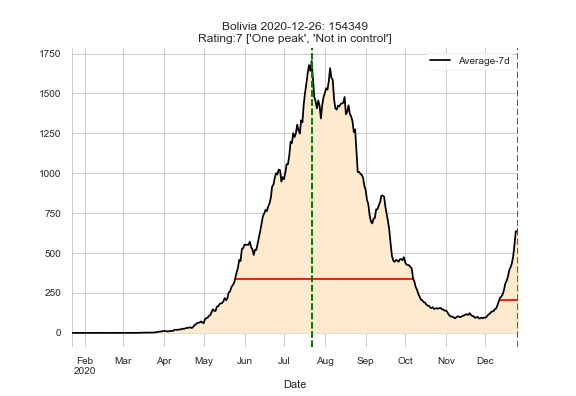 Bolivia 2020-12-26: 154349
Rating:7 ['One peak', 'Not in control']
Average-7d
1750
1500
1250
1000
750
500
250
0
Feb Mar Apr May Jun Jul Aug Sep Oct Nov Dec
2020
Date